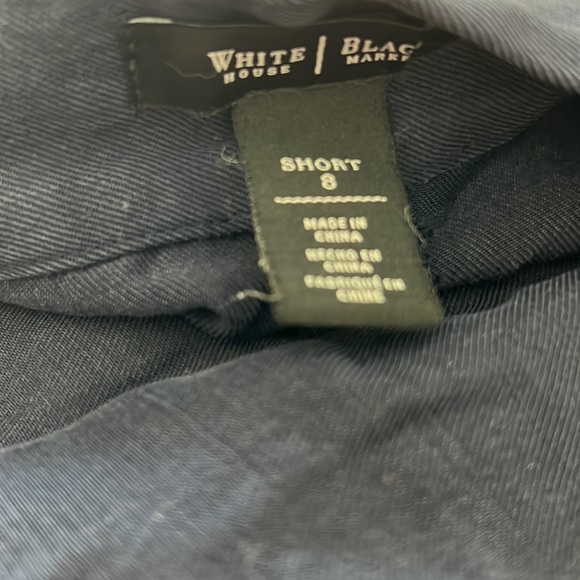 WHITE | BLAC
HOUSE | MARKE
SHORT
8
MADE IN
CHINA
HECHO EN
CHINA
FABRIQUÉ EN
CHINE